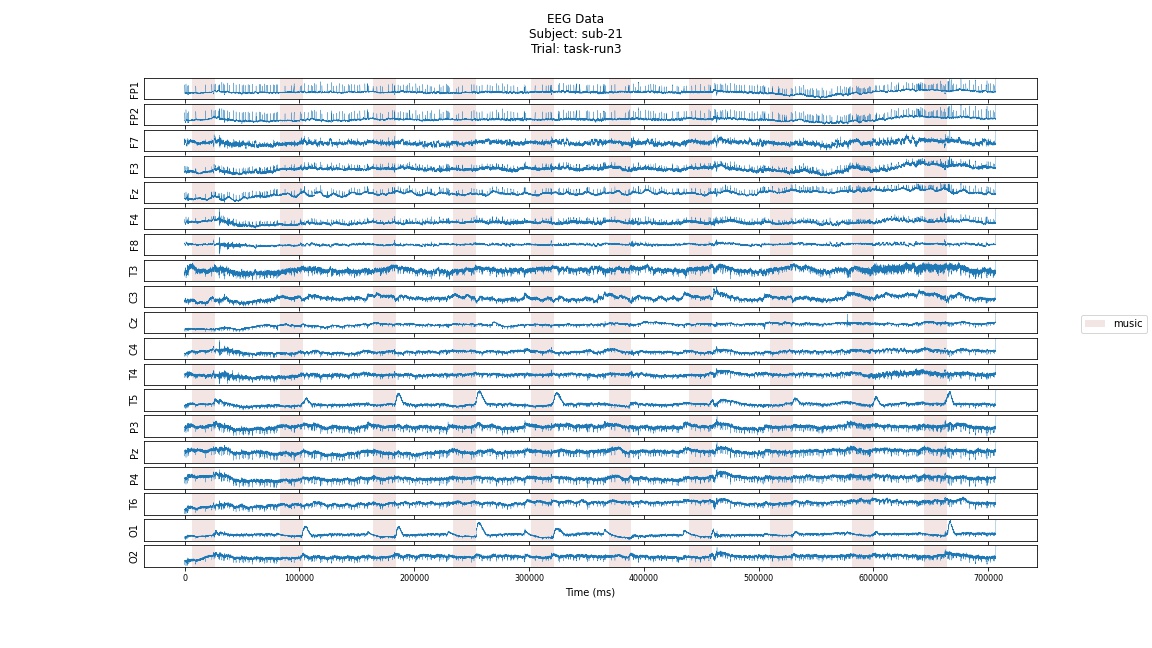 EEG Data
Subject: sub-21
Trial: task-run3
FP1
FP2
F7
F3
Fz
F4
F8
T3
C3
Cz
C4
T4
T5
P3
Pz
P4
T6
O1
O2
music
0 100000 200000 300000 400000 500000 600000 700000
Time (ms)